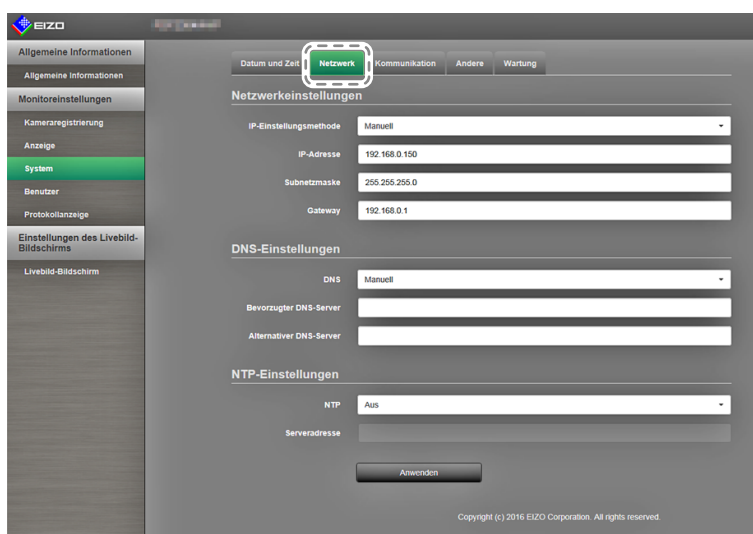 EIZO
Allgemeine Informationen
Allgemeine Informationen
Monitoreinstellungen
Kameraregistrierung
Anzeige
System
Benutzer
Protokollanzeige
Einstellungen des Livebild-
Bildschirms
Livebild-Bildschirm
Datum und Zeit Netzwerk Kommunikation Andere Wartung
Netzwerkeinstellungen
IP-Einstellungsmethode Manuell
IP-Adresse 192.168.0.150
Subnetzmaske 255.255.255.0
Gateway 192.168.0.1
DNS-Einstellungen
DNS Manuell
Bevorzugter DNS-Server
Alternativer DNS-Server
NTP-Einstellungen
NTP Aus
Serveradresse
Anwenden
Copyright (c) 2016 EIZO Corporation. All rights reserved.